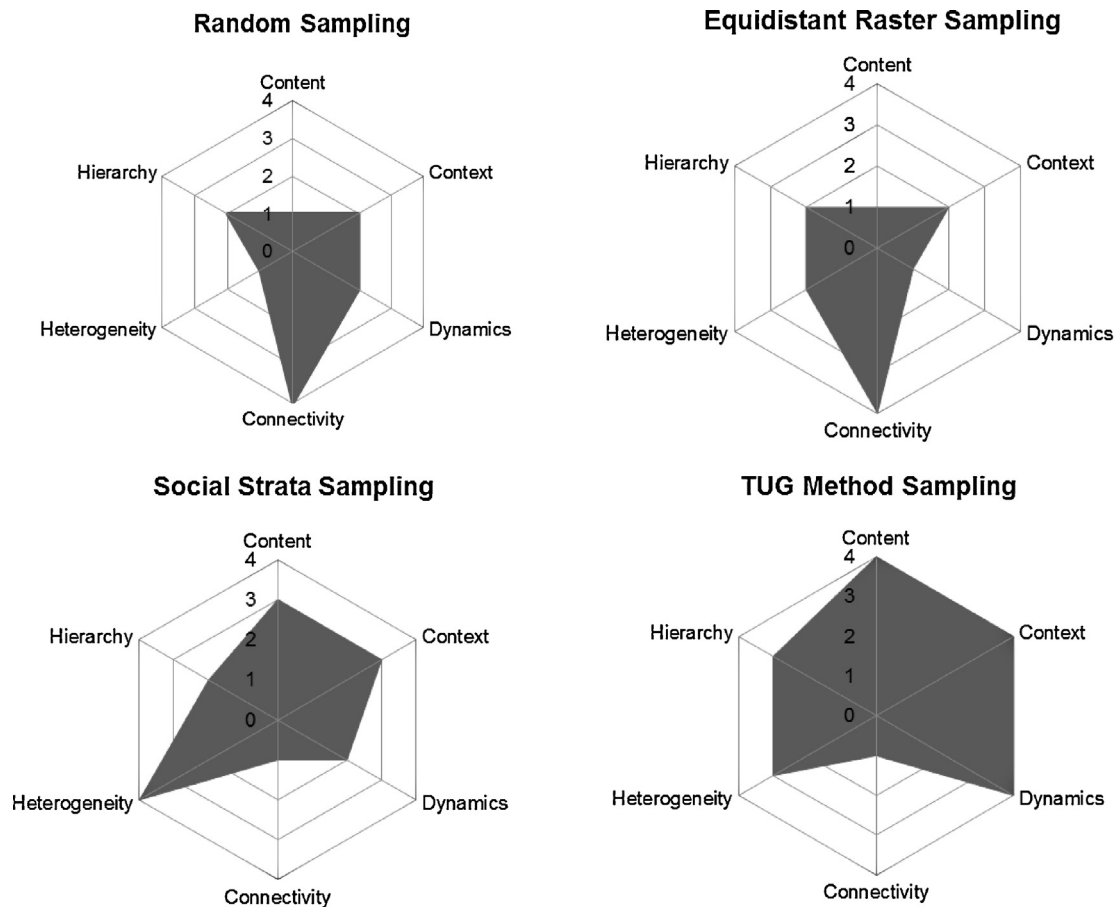 Random Sampling
Content
4
3
2
1
0
Hierarchy
Context
Heterogeneity
Dynamics
Connectivity
Equidistant Raster Sampling
Content
4
3
2
1
0
Hierarchy
Context
Heterogeneity
Dynamics
Connectivity
Social Strata Sampling
Content
4
3
2
1
0
Hierarchy
Context
Heterogeneity
Dynamics
Connectivity
TUG Method Sampling
Content
4
3
2
1
0
Hierarchy
Context
Heterogeneity
Dynamics
Connectivity